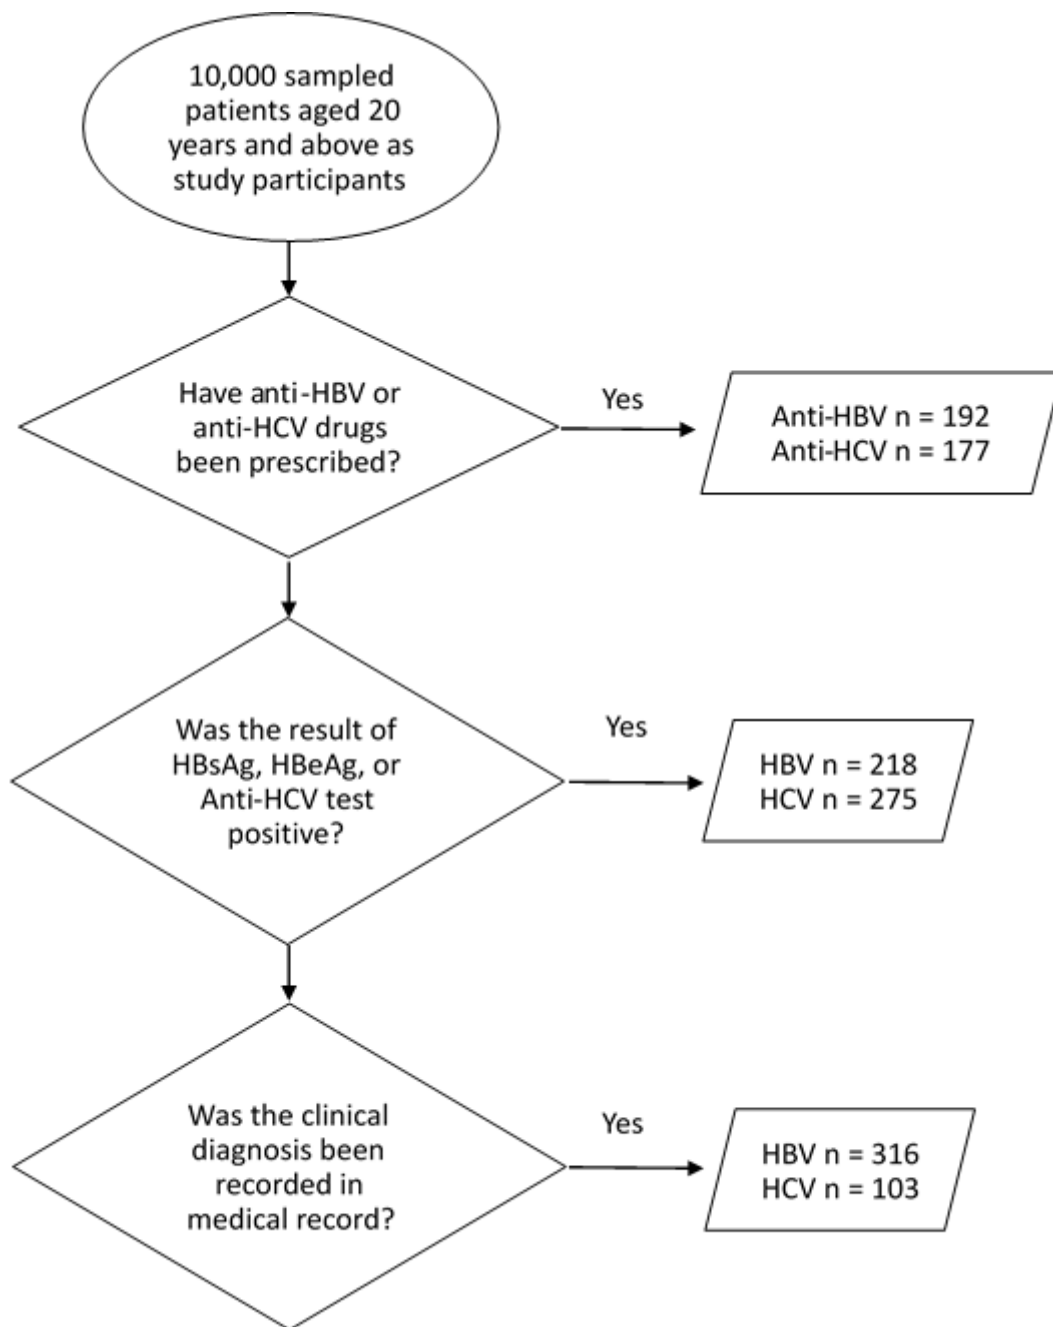 10,000 sampled
patients aged 20
years and above as
study participants
Have anti-HBV or
anti-HCV drugs
been prescribed?
Yes
Anti-HBV n = 192
Anti-HCV n = 177
Was the result of
HBsAg, HBeAg, or
Anti-HCV test
positive?
Yes
HBV n = 218
HCV n = 275
Was the clinical
diagnosis been
recorded in
medical record?
Yes
HBV n = 316
HCV n = 103